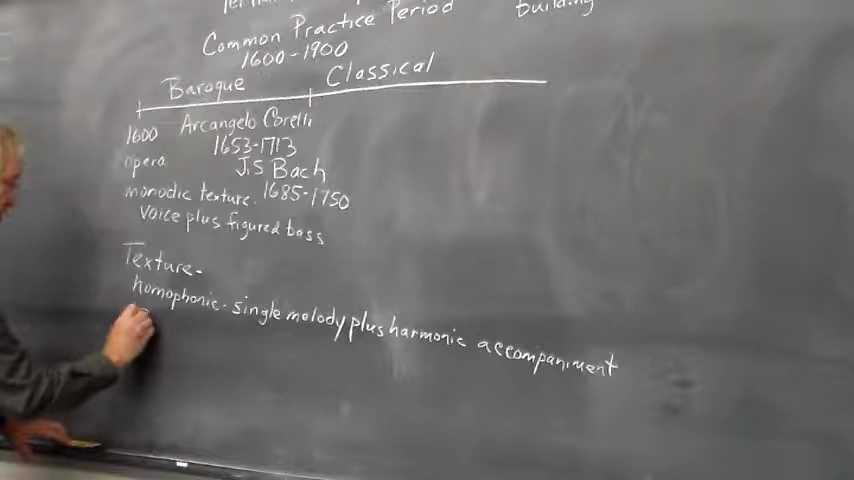 building
Common Practice Period
1600-1900
Baroque Classical
1600 Arcangelo Corelli
1653-1713
opera J.S Bach
monodic texture. 1685-1750
Voice plus figured bass
Texture-
homophonic - single melody plus harmonic accompaniment